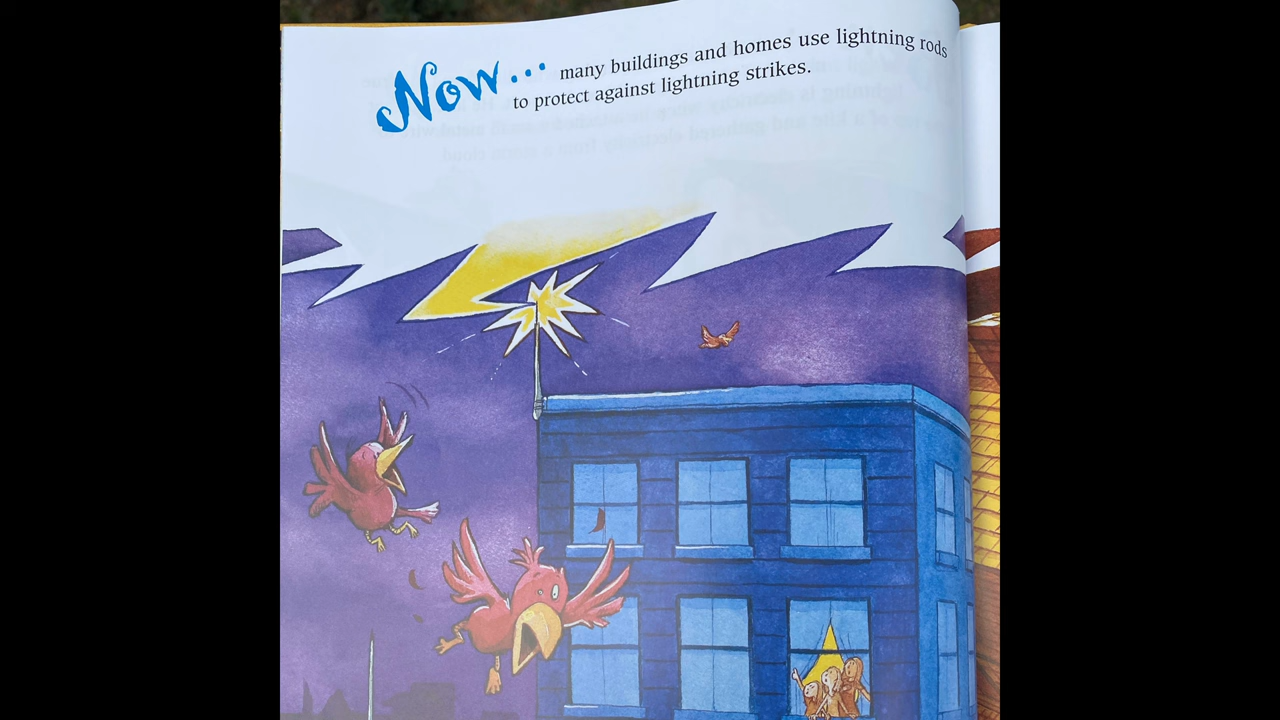 Now... many buildings and homes use lightning rods
to protect against lightning strikes.